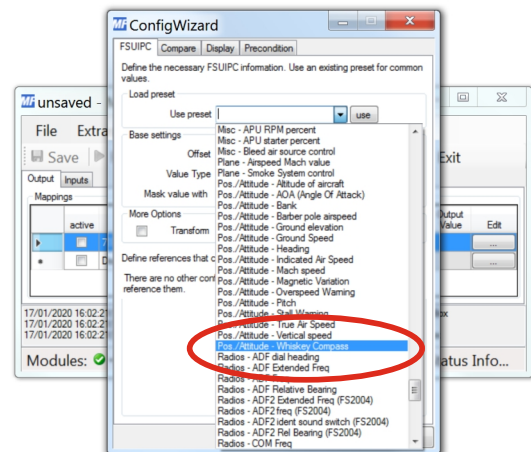 MF ConfigWizard
FSUIPC Compare Display Precondition
Define the necessary FSUIPC information. Use an existing preset for common
values.
Load preset
Use preset
use
Base settings
Offset
Value Type
Mask value with
More Options
Transform
Define references that c
There are no other con
reference them.
Misc - APU RPM percent
Misc - APU starter percent
Misc - Bleed air source control
Plane - Airspeed Mach value
Plane - Smoke System control
Pos./Attitude - Altitude of aircraft
Pos./Attitude - AOA (Angle Of Attack)
Pos./Attitude - Bank
Pos./Attitude - Barber pole airspeed
Pos./Attitude - Ground elevation
Pos./Attitude - Ground Speed
Pos./Attitude - Heading
Pos./Attitude - Indicated Air Speed
Pos./Attitude - Mach speed
Pos./Attitude - Magnetic Variation
Pos./Attitude - Overspeed Warning
Pos./Attitude - Pitch
Pos./Attitude - Stall Warning
Pos./Attitude - True Air Speed
Pos./Attitude - Vertical speed
Pos./Attitude - Whiskey Compass
Radios - ADF dial heading
Radios - ADF Extended Freq
Radios - ADF Freq
Radios - ADF Relative Bearing
Radios - ADF2 Extended Freq (FS2004)
Radios - ADF2 freq (FS2004)
Radios - ADF2 ident sound switch (FS2004)
Radios - ADF2 Rel Bearing (FS2004)
Radios - COM Freq
MF unsaved -
File Extra
Save
Exit
Output Inputs
Mappings
active
Output
Value
Edit
...
...
17/01/2020 16:02:2
17/01/2020 16:02:2
17/01/2020 16:02:2
ox
Modules:
atus Info...